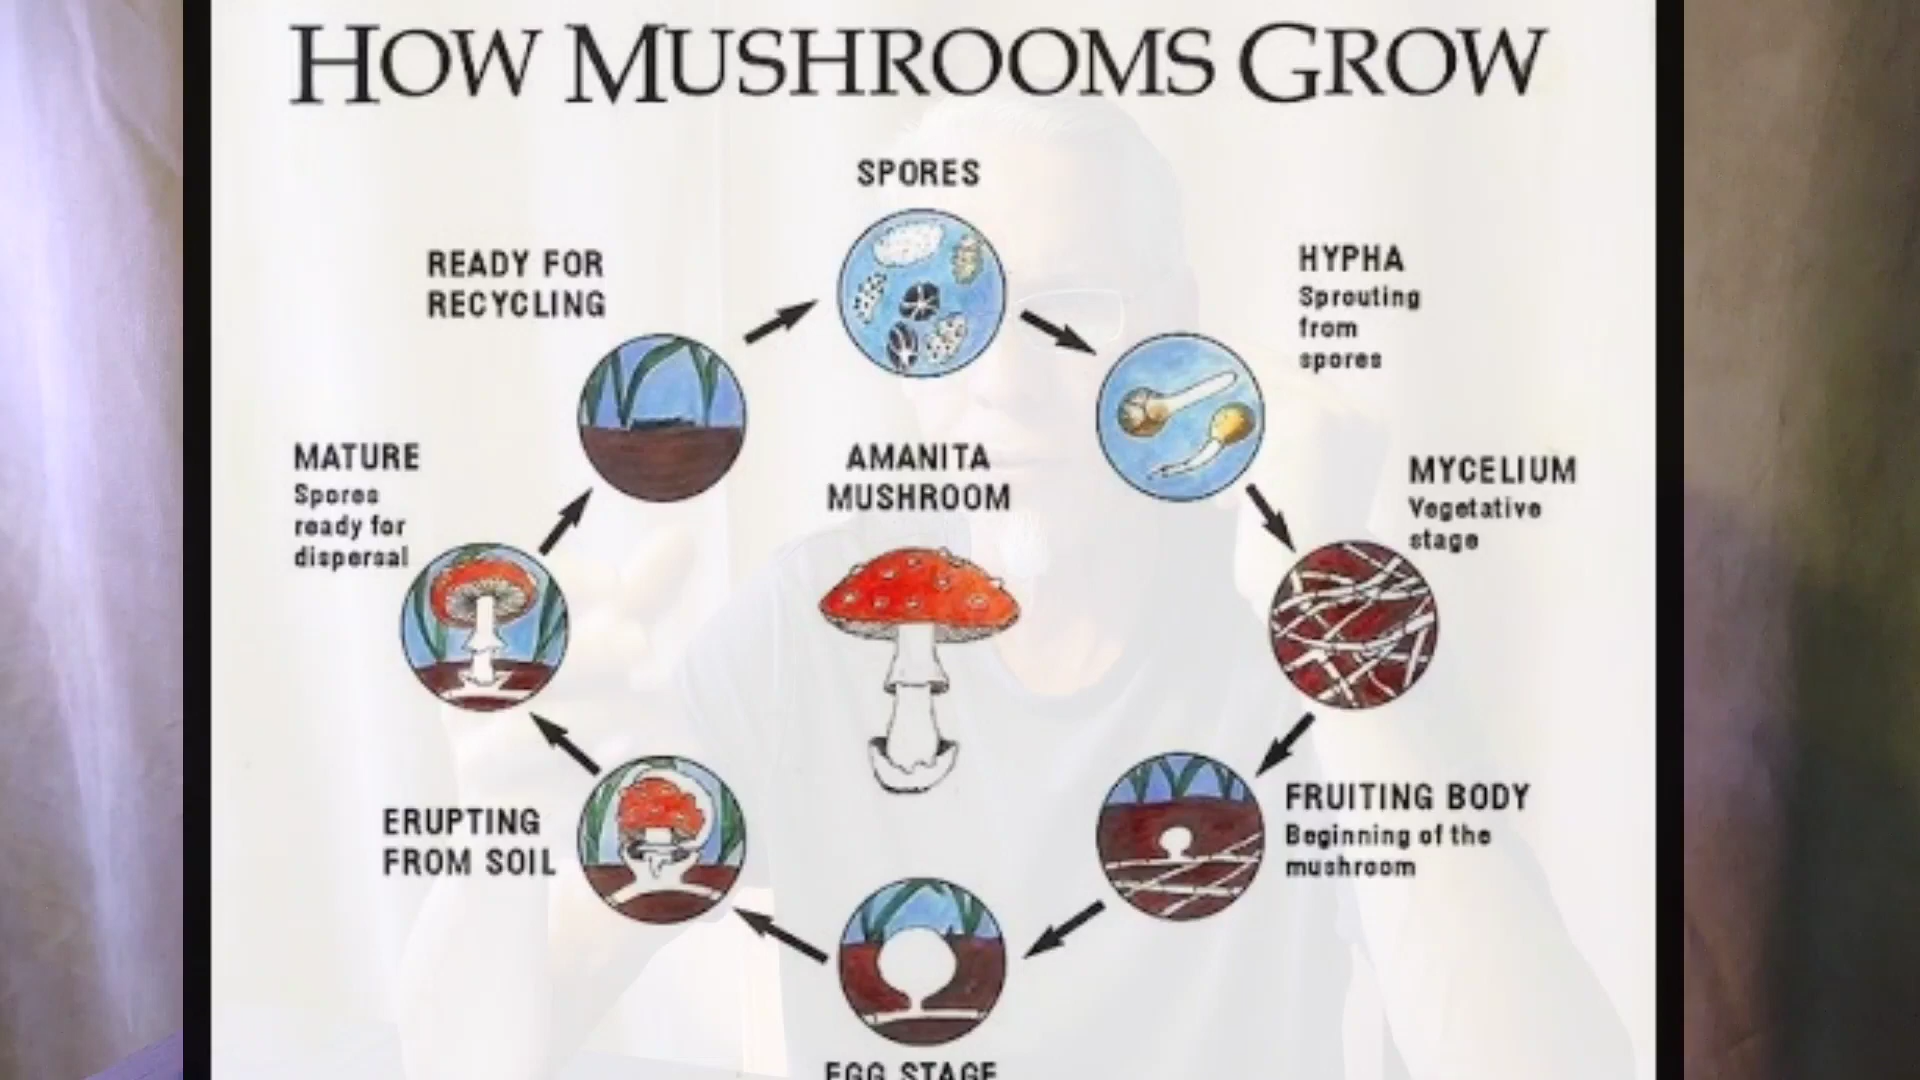 HOW MUSHROOMS GROW
SPORES
HYPHA
Sprouting
from
spores
MYCELIUM
Vegetative
stage
FRUITING BODY
Beginning of the
mushroom
EGG STAGE
ERUPTING
FROM SOIL
MATURE
Spores
ready for
dispersal
READY FOR
RECYCLING
AMANITA
MUSHROOM